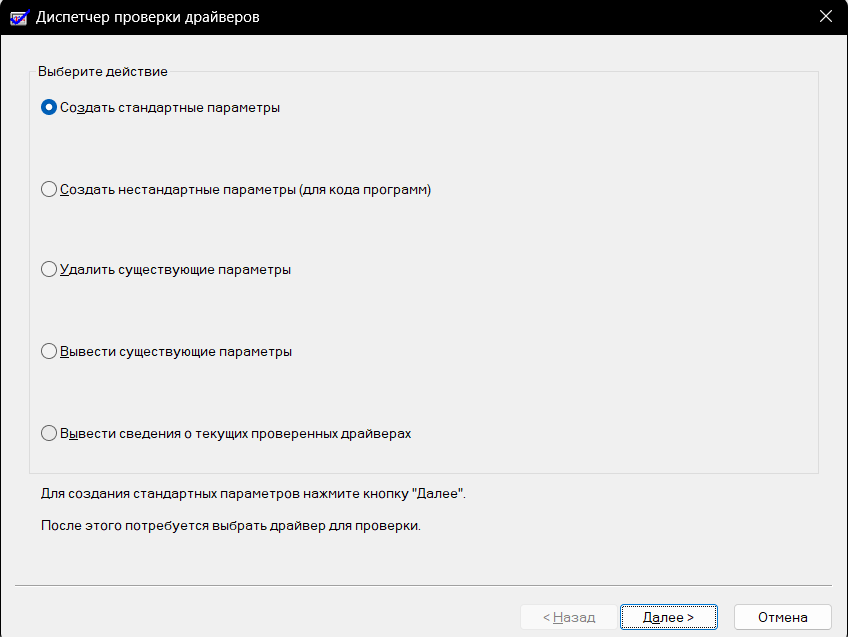 Диспетчер проверки драйверов
Выберите действие
Создать стандартные параметры
Создать нестандартные параметры (для кода программ)
Удалить существующие параметры
Вывести существующие параметры
Вывести сведения о текущих проверенных драйверах
Для создания стандартных параметров нажмите кнопку "Далее".
После этого потребуется выбрать драйвер для проверки.
< Назад Далее > Отмена